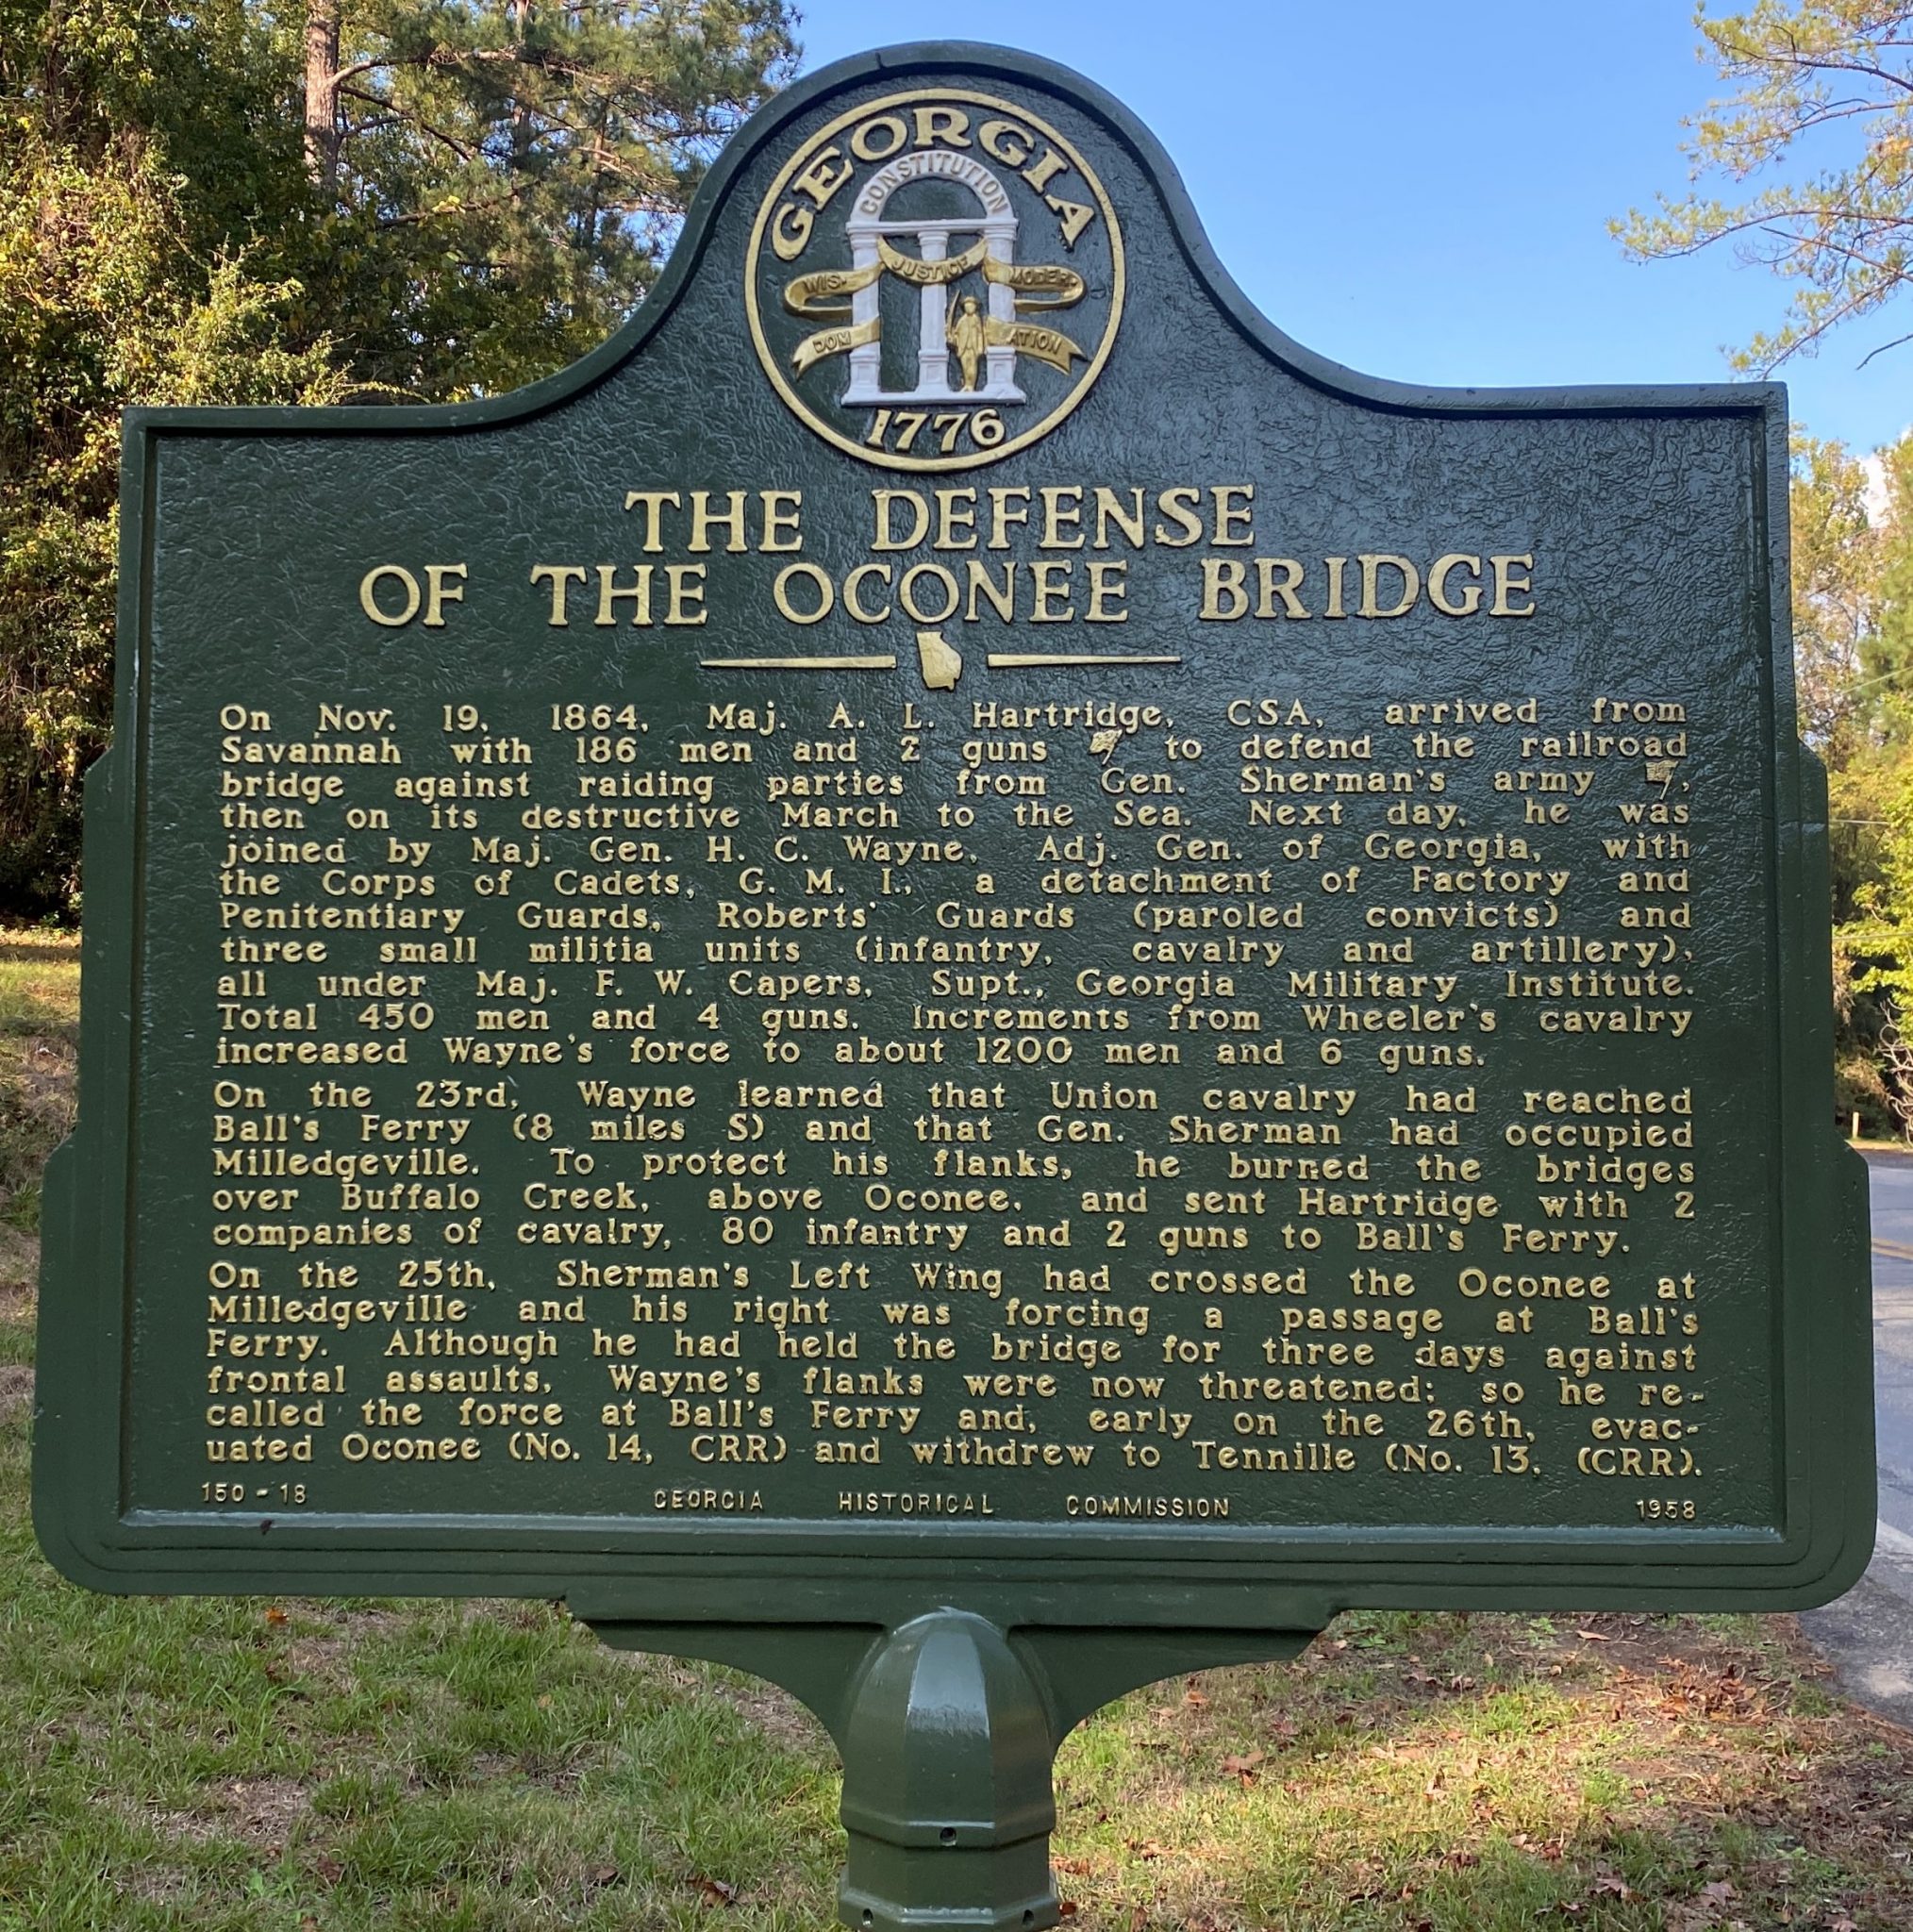 GEORGIA
CONSTITUTION
WIS- JUSTICE MODER-
DOM ATION
1776
THE DEFENSE
OF THE OCONEE BRIDGE
On Nov. 19, 1864, Maj. A. L. Hartridge, CSA, arrived from
Savannah with 186 men and 2 guns to defend the railroad
bridge against raiding parties from Gen. Sherman's army ,
then on its destructive March to the Sea. Next day, he was
joined by Maj. Gen. H. C. Wayne, Adj. Gen. of Georgia, with
the Corps of Cadets, G. M. I., a detachment of Factory and
Penitentiary Guards, Roberts' Guards (paroled convicts) and
three small militia units (infantry, cavalry and artillery),
all under Maj. F. W. Capers, Supt., Georgia Military Institute.
Total 450 men and 4 guns. Increments from Wheeler's cavalry
increased Wayne's force to about 1200 men and 6 guns.
On the 23rd, Wayne learned that Union cavalry had reached
Ball's Ferry (8 miles S) and that Gen. Sherman had occupied
Milledgeville. To protect his flanks, he burned the bridges
over Buffalo Creek, above Oconee, and sent Hartridge with 2
companies of cavalry, 80 infantry and 2 guns to Ball's Ferry.
On the 25th, Sherman's Left Wing had crossed the Oconee at
Milledgeville and his right was forcing a passage at Ball's
Ferry. Although he had held the bridge for three days against
frontal assaults, Wayne's flanks were now threatened; so he re-
called the force at Ball's Ferry and, early on the 26th, evac-
uated Oconee (No. 14, CRR) and withdrew to Tennille (No. 13, (CRR).
150-18 GEORGIA HISTORICAL COMMISSION 1958